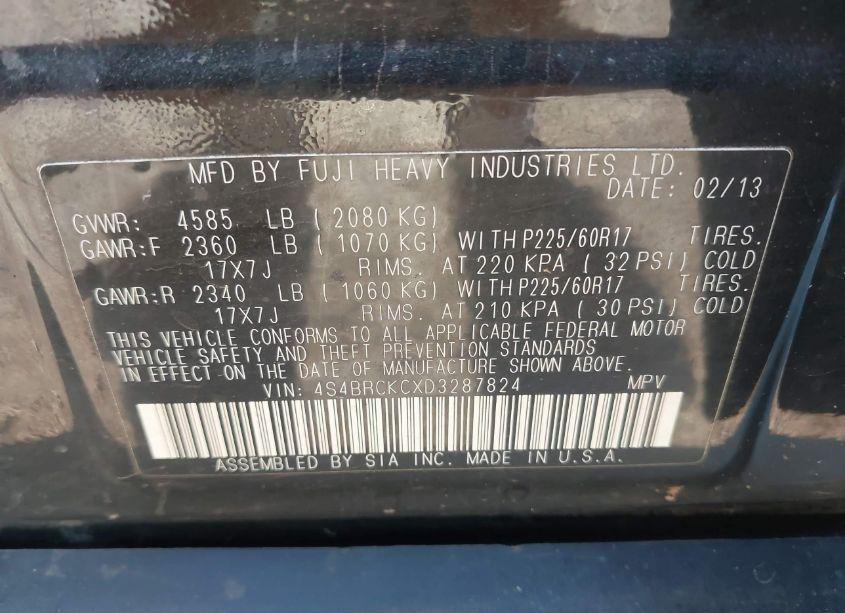 MFD BY FUJI HEAVY INDUSTRIES LTD.
DATE: 02/13
GVWR: 4585 LB ( 2080 KG)
GAWR:F 2360 LB ( 1070 KG) WITH P225/60R17 TIRES.
17X7J RIMS. AT 220 KPA ( 32 PSI) COLD
GAWR:R 2340 LB ( 1060 KG) WITH P225/60R17 TIRES.
17X7J RIMS. AT 210 KPA ( 30 PSI) COLD
THIS VEHICLE CONFORMS TO ALL APPLICABLE FEDERAL MOTOR
VEHICLE SAFETY AND THEFT PREVENTION STANDARDS
IN EFFECT ON THE DATE OF MANUFACTURE SHOWN ABOVE.
VIN: 4S4BRCKCXD3287824 MPV
ASSEMBLED BY SIA INC. MADE IN U.S.A.